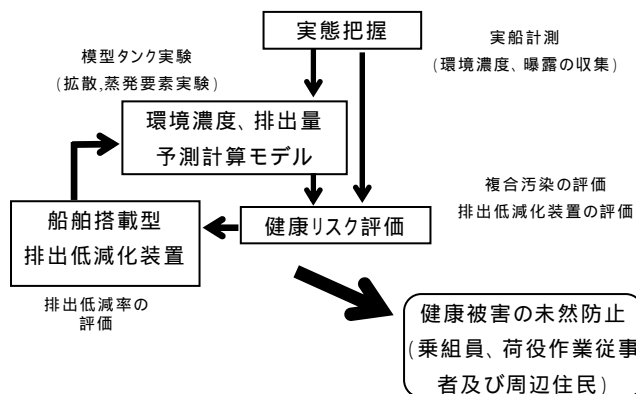 実態把握
模型タンク実験
(拡散,蒸発要素実験)
実船計測
(環境濃度、曝露の収集)
環境濃度、排出量
予測計算モデル
複合汚染の評価
排出低減化装置の評価
船舶搭載型
排出低減化装置
健康リスク評価
排出低減率の
評価
健康被害の未然防止
(乗組員、荷役作業従事
者及び周辺住民)